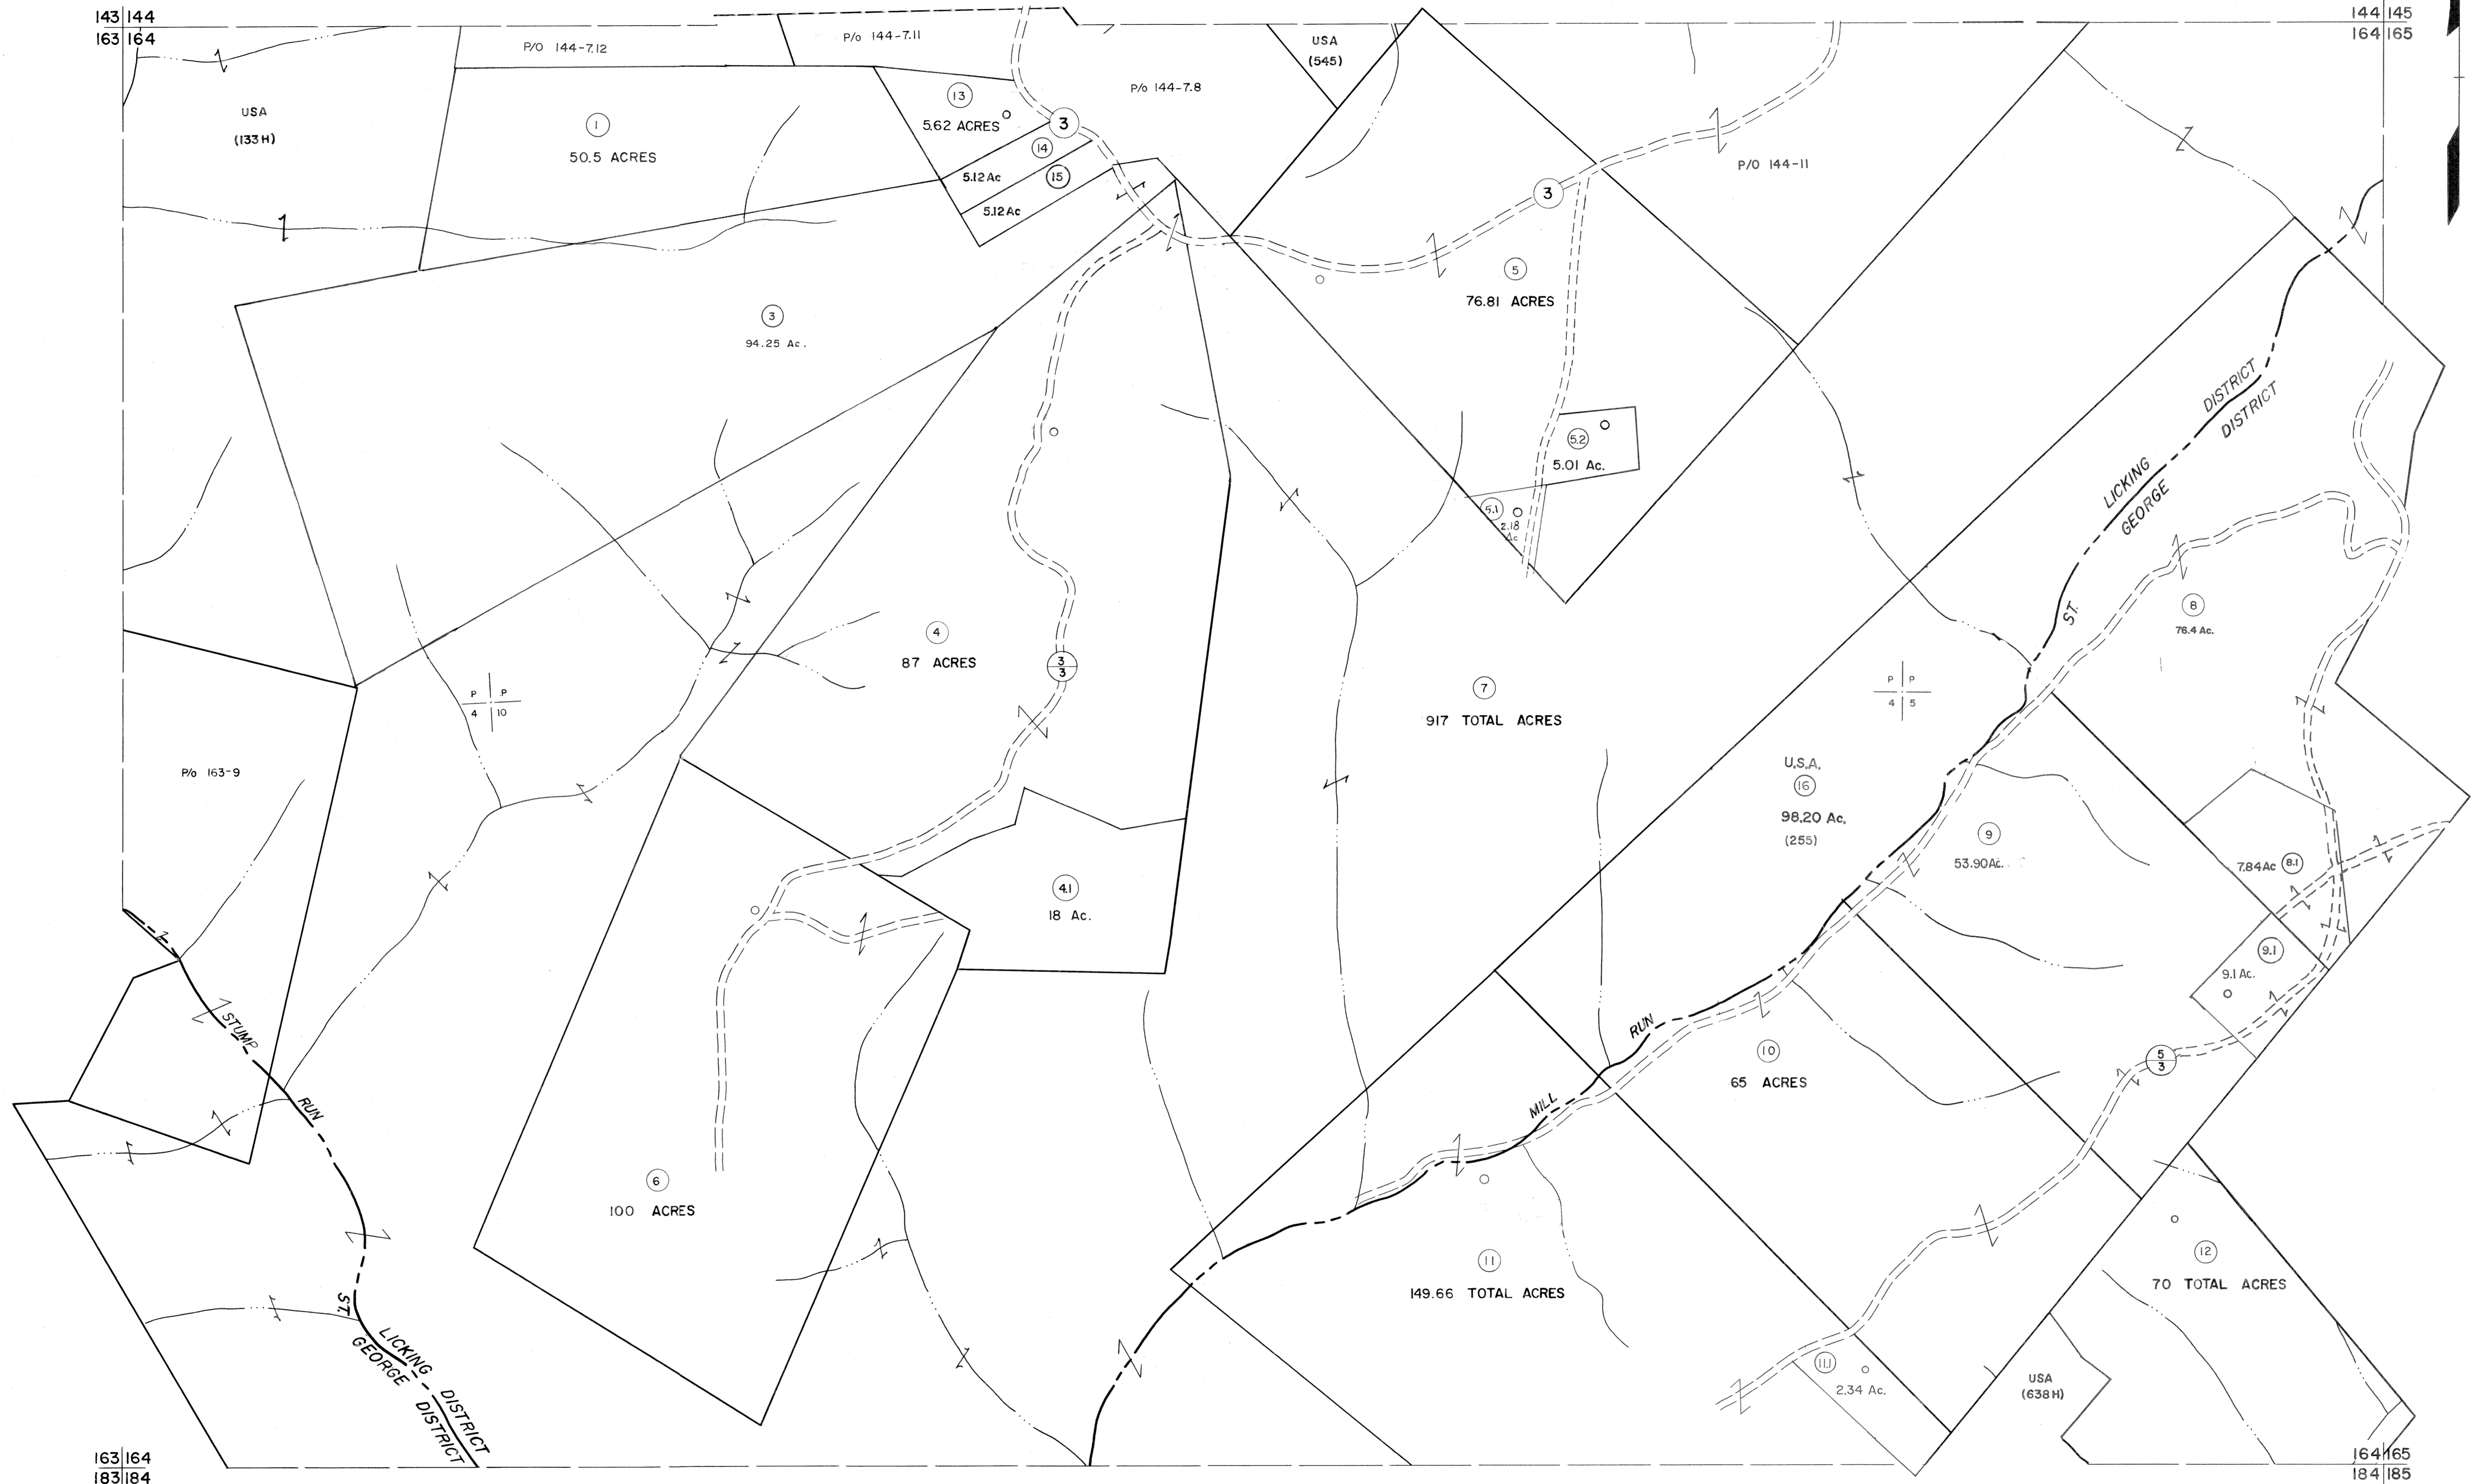 143 144
163 164
144 145
164 165
P/O 144-7.12
P/o 144-7.11
USA
(545)
P/o 144-7.8
USA
(133H)
1
50.5 ACRES
13
5.62 ACRES
3
14
5.12 Ac
15
5.12 Ac
P/O 144-11
3
5
76.81 ACRES
3
94.25 Ac.
5.2
5.01 Ac.
5.1
2.18
Ac
LICKING DISTRICT
ST. GEORGE DISTRICT
4
87 ACRES
3
3
8
76.4 Ac.
P P
4 10
7
917 TOTAL ACRES
P P
4 5
P/o 163-9
U.S.A.
16
98.20 Ac.
(255)
9
53.90 Ac.
7.84 Ac 8.1
4.1
18 Ac.
9.1
9.1 Ac.
STUMP RUN
MILL RUN
10
65 ACRES
5
3
6
100 ACRES
11
149.66 TOTAL ACRES
12
70 TOTAL ACRES
LICKING DISTRICT
ST. GEORGE DISTRICT
11.1
2.34 Ac.
USA
(638H)
163 164
183 184
164 165
184 185